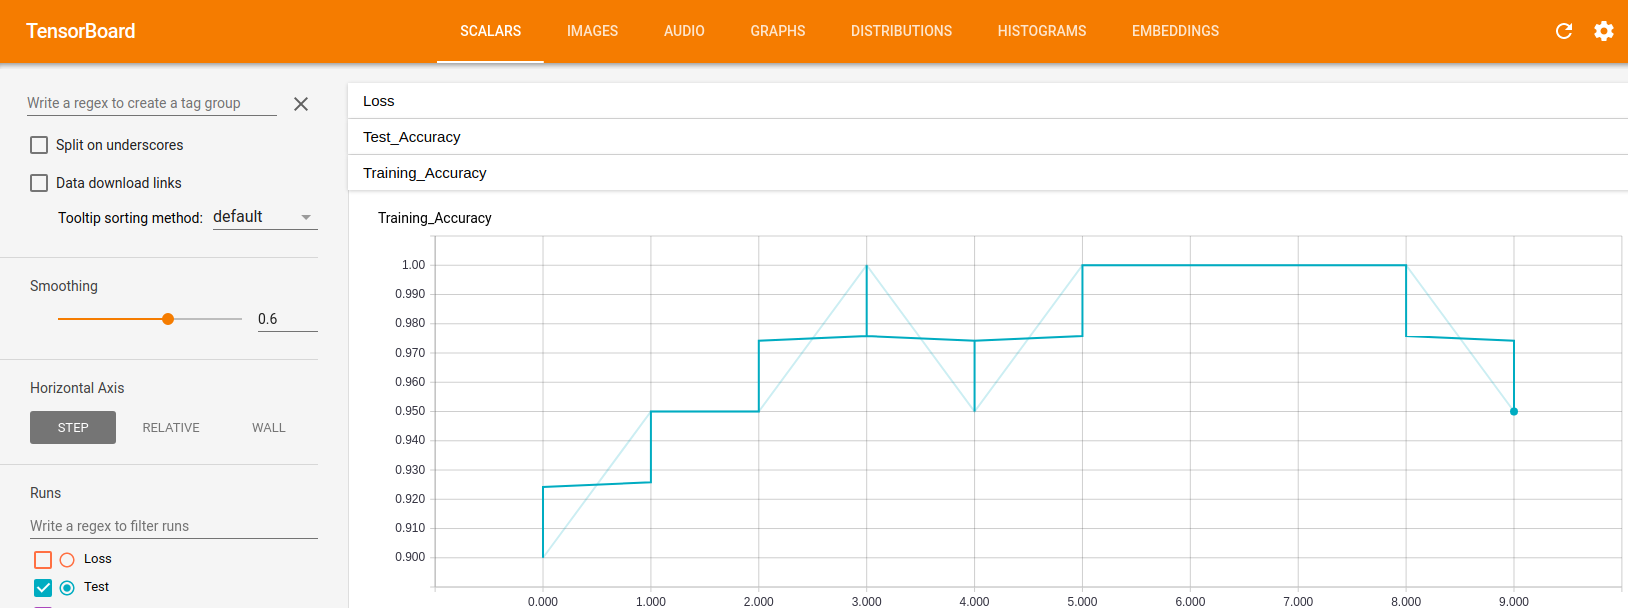 TensorBoard
SCALARS IMAGES AUDIO GRAPHS DISTRIBUTIONS HISTOGRAMS EMBEDDINGS
Write a regex to create a tag group
Split on underscores
Data download links
Tooltip sorting method: default
Smoothing
0.6
Horizontal Axis
STEP RELATIVE WALL
Runs
Write a regex to filter runs
Loss
Test
Loss
Test_Accuracy
Training_Accuracy
Training_Accuracy
1.00
0.990
0.980
0.970
0.960
0.950
0.940
0.930
0.920
0.910
0.900
0.000 1.000 2.000 3.000 4.000 5.000 6.000 7.000 8.000 9.000